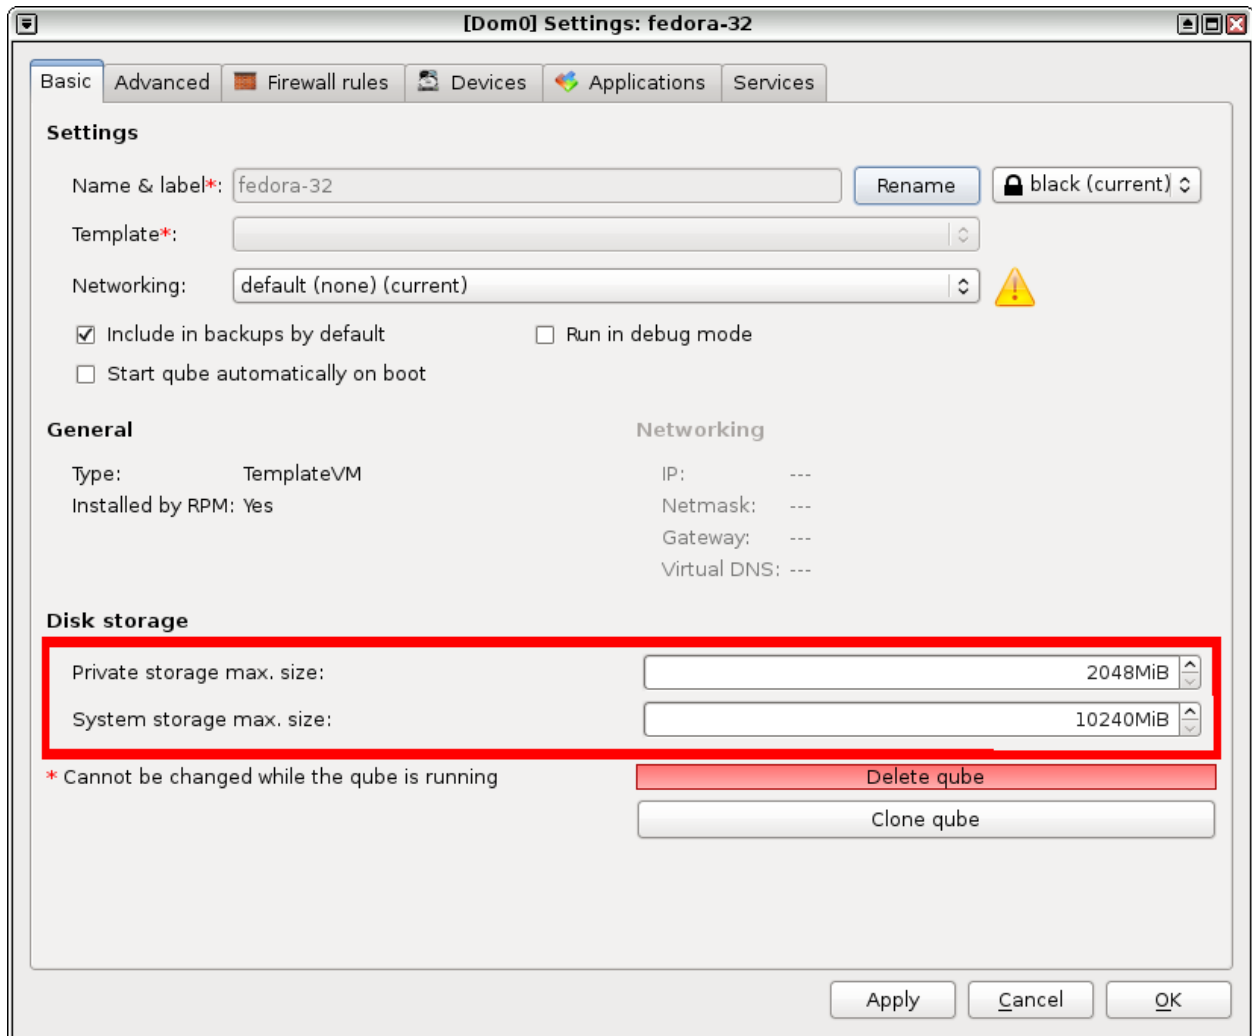 [Dom0] Settings: fedora-32
Basic Advanced Firewall rules Devices Applications Services
Settings
Name & label*: fedora-32 Rename black (current)
Template*:
Networking: default (none) (current)
Include in backups by default Run in debug mode
Start qube automatically on boot
General Networking
Type: TemplateVM IP: ---
Installed by RPM: Yes Netmask: ---
Gateway: ---
Virtual DNS: ---
Disk storage
Private storage max. size: 2048MiB
System storage max. size: 10240MiB
* Cannot be changed while the qube is running Delete qube
Clone qube
Apply Cancel OK